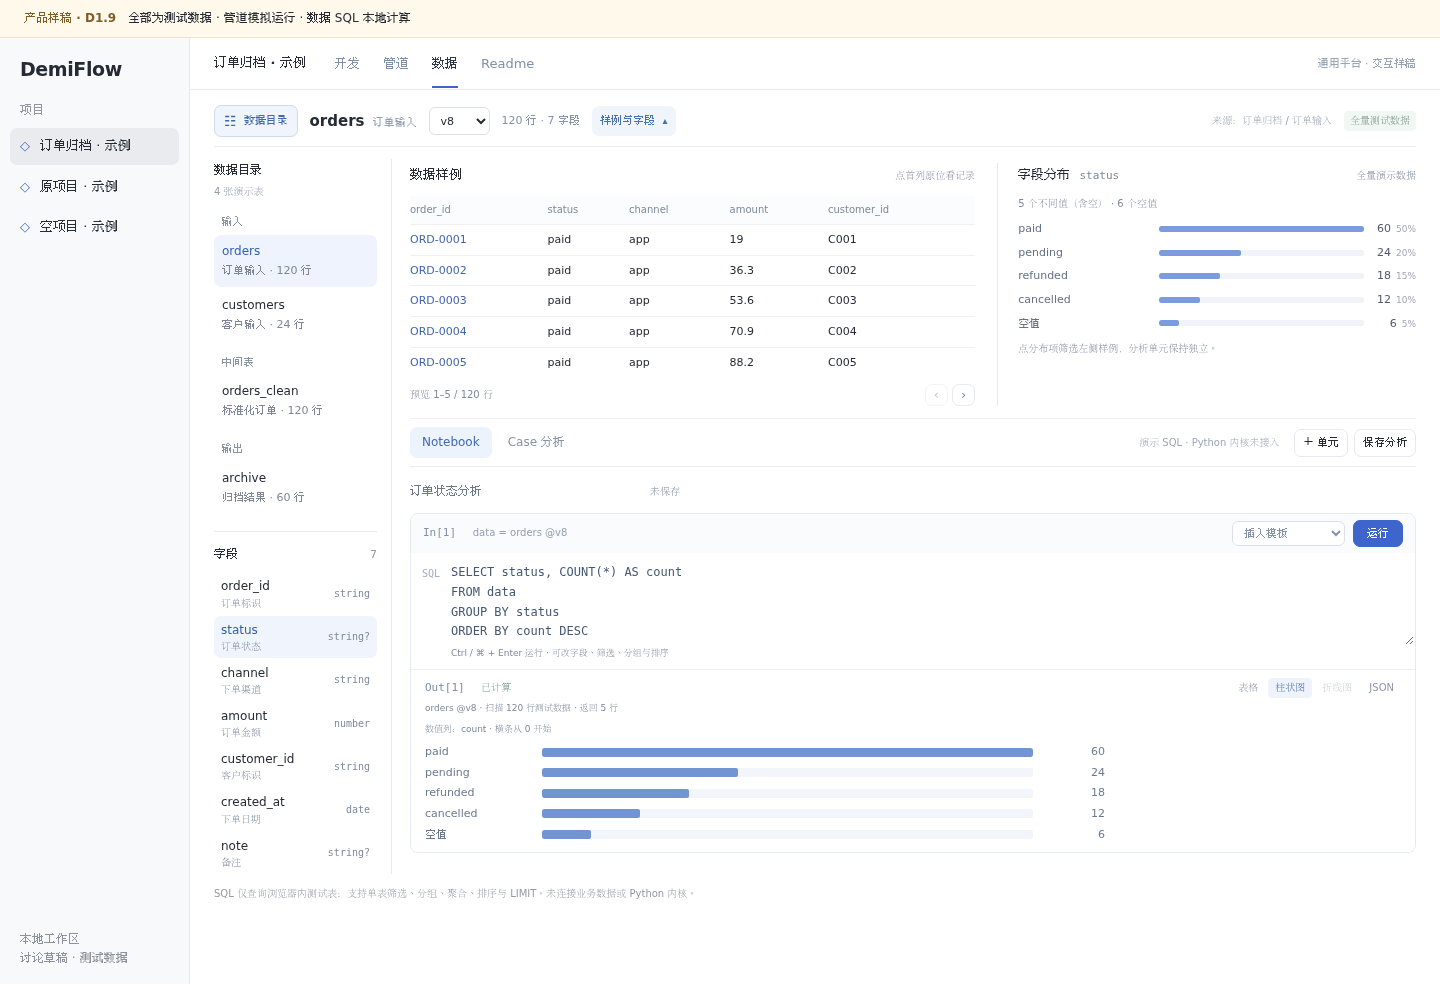 产品样稿 · D1.9 全部为测试数据 · 管道模拟运行 · 数据 SQL 本地计算
DemiFlow
项目
◇ 订单归档 · 示例
◇ 原项目 · 示例
◇ 空项目 · 示例
本地工作区
讨论草稿 · 测试数据
订单归档 · 示例 开发 管道 数据 Readme 通用平台 · 交互样稿
☷ 数据目录 orders 订单输入 v8 120 行 · 7 字段 样例与字段 ▴ 来源：订单归档 / 订单输入 全量测试数据
数据目录
4 张演示表
输入
orders
订单输入 · 120 行
customers
客户输入 · 24 行
中间表
orders_clean
标准化订单 · 120 行
输出
archive
归档结果 · 60 行
字段 7
order_id string
订单标识
status string?
订单状态
channel string
下单渠道
amount number
订单金额
customer_id string
客户标识
created_at date
下单日期
note string?
备注
数据样例 点首列原位看记录
order_id status channel amount customer_id
ORD-0001 paid app 19 C001
ORD-0002 paid app 36.3 C002
ORD-0003 paid app 53.6 C003
ORD-0004 paid app 70.9 C004
ORD-0005 paid app 88.2 C005
预览 1–5 / 120 行 ‹ ›
字段分布 status 全量演示数据
5 个不同值（含空） · 6 个空值
paid 60 50%
pending 24 20%
refunded 18 15%
cancelled 12 10%
空值 6 5%
点分布项筛选左侧样例，分析单元保持独立。
Notebook Case 分析 演示 SQL · Python 内核未接入 + 单元 保存分析
订单状态分析 未保存
In[1] data = orders @v8 插入模板 运行
SQL SELECT status, COUNT(*) AS count
FROM data
GROUP BY status
ORDER BY count DESC
Ctrl / ⌘ + Enter 运行 · 可改字段、筛选、分组与排序
Out[1] 已计算 表格 柱状图 折线图 JSON
orders @v8 · 扫描 120 行测试数据 · 返回 5 行
数值列：count · 横条从 0 开始
paid 60
pending 24
refunded 18
cancelled 12
空值 6
SQL 仅查询浏览器内测试表；支持单表筛选、分组、聚合、排序与 LIMIT。未连接业务数据或 Python 内核。